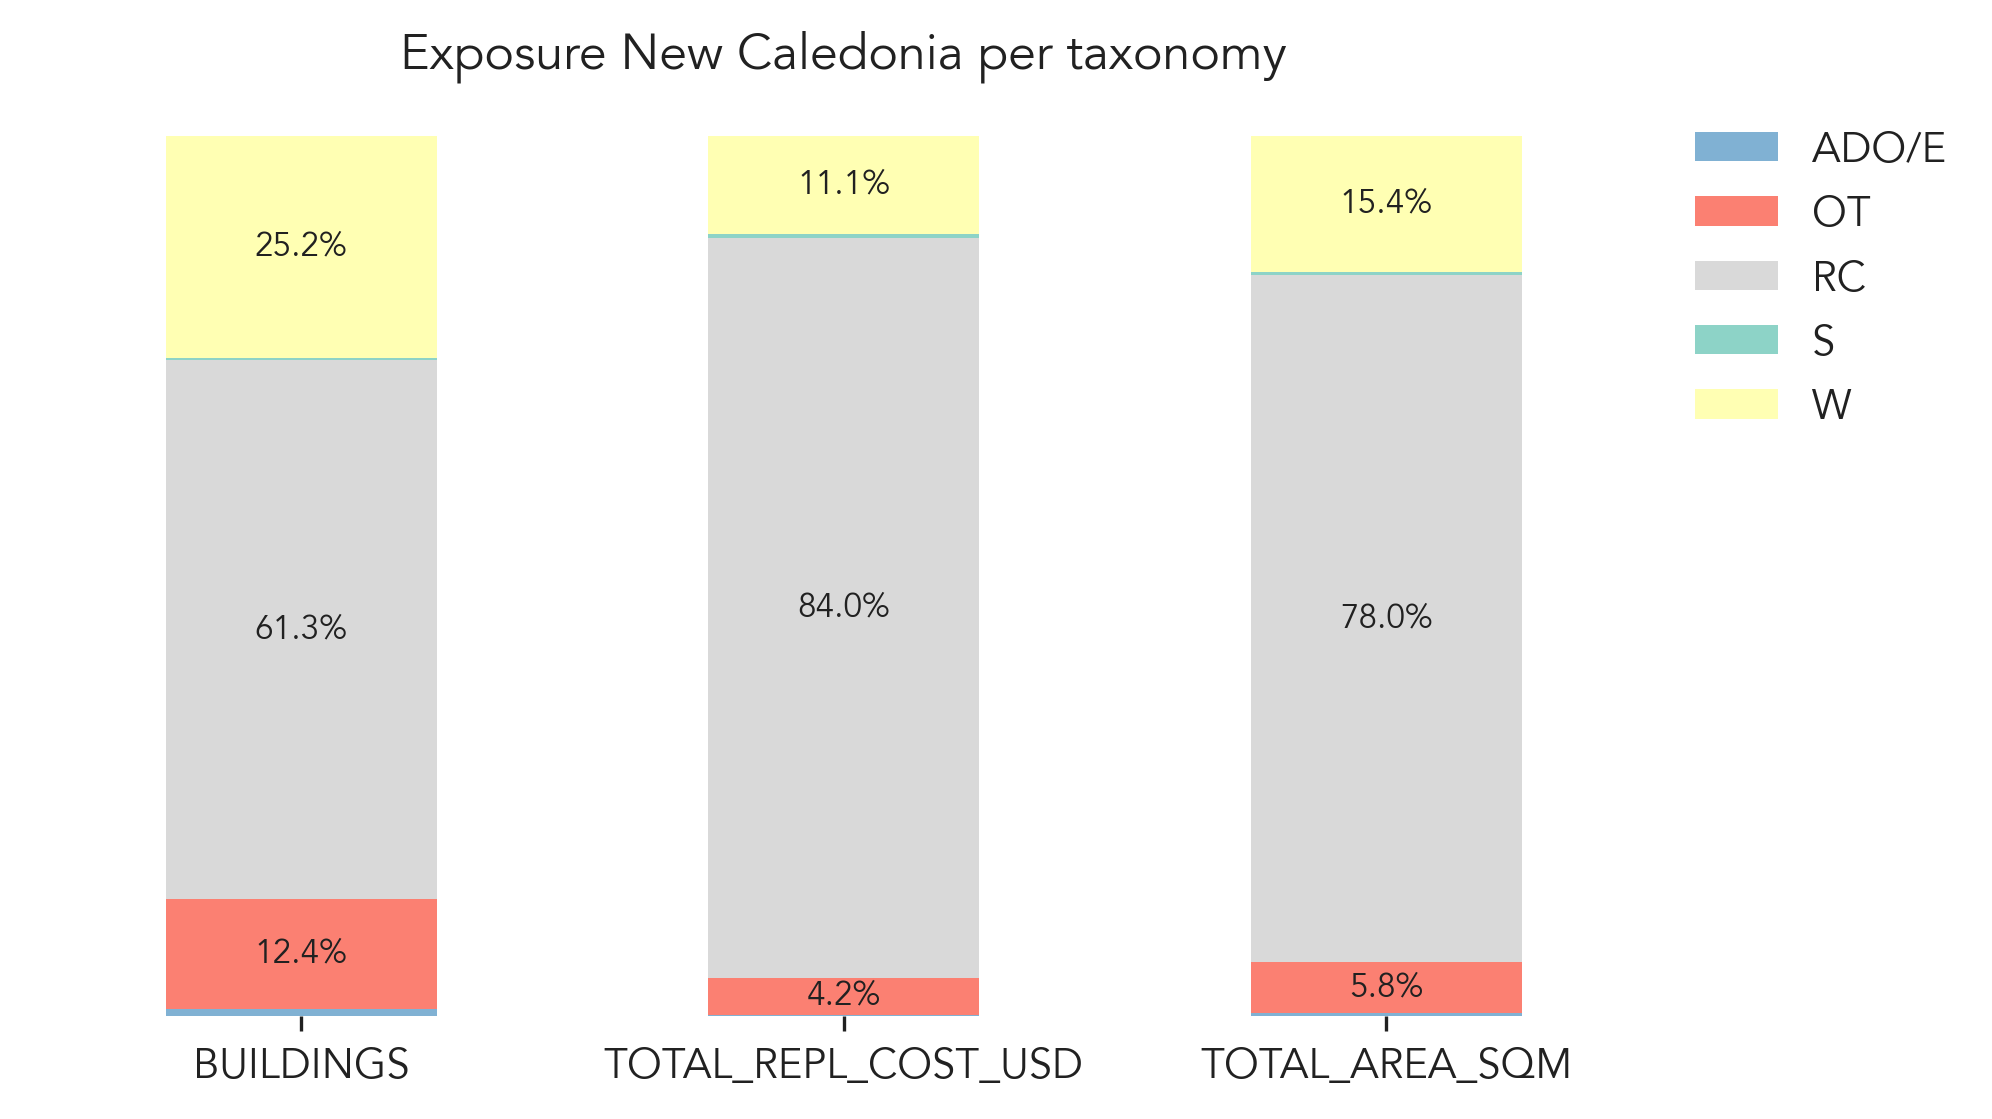 Exposure New Caledonia per taxonomy
25.2%
61.3%
12.4%
11.1%
84.0%
4.2%
15.4%
78.0%
5.8%
BUILDINGS
TOTAL_REPL_COST_USD
TOTAL_AREA_SQM
ADO/E
OT
RC
S
W